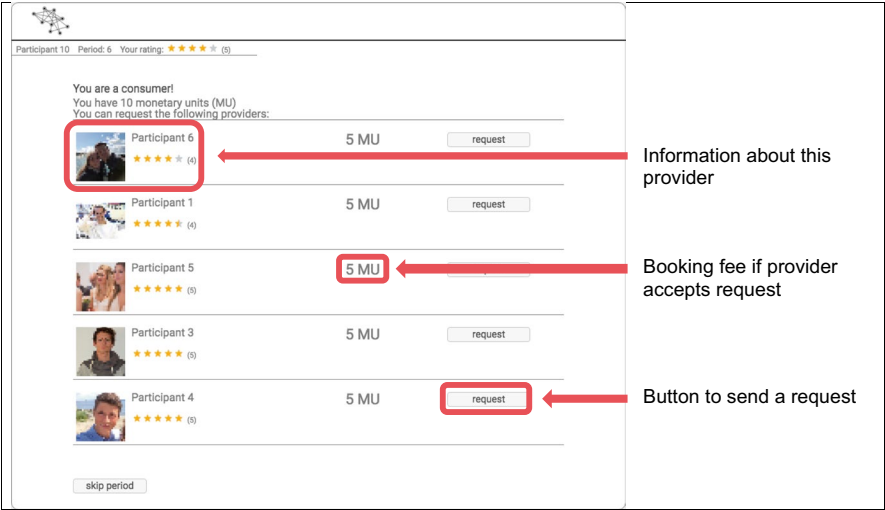 Participant 10 Period: 6 Your rating: (5)
You are a consumer!
You have 10 monetary units (MU)
You can request the following providers:
Participant 6 5 MU request
(4)
Information about this
provider
Participant 1 5 MU request
(4)
Participant 5 5 MU
(5)
Booking fee if provider
accepts request
Participant 3 5 MU request
(5)
Participant 4 5 MU request
(5)
Button to send a request
skip period